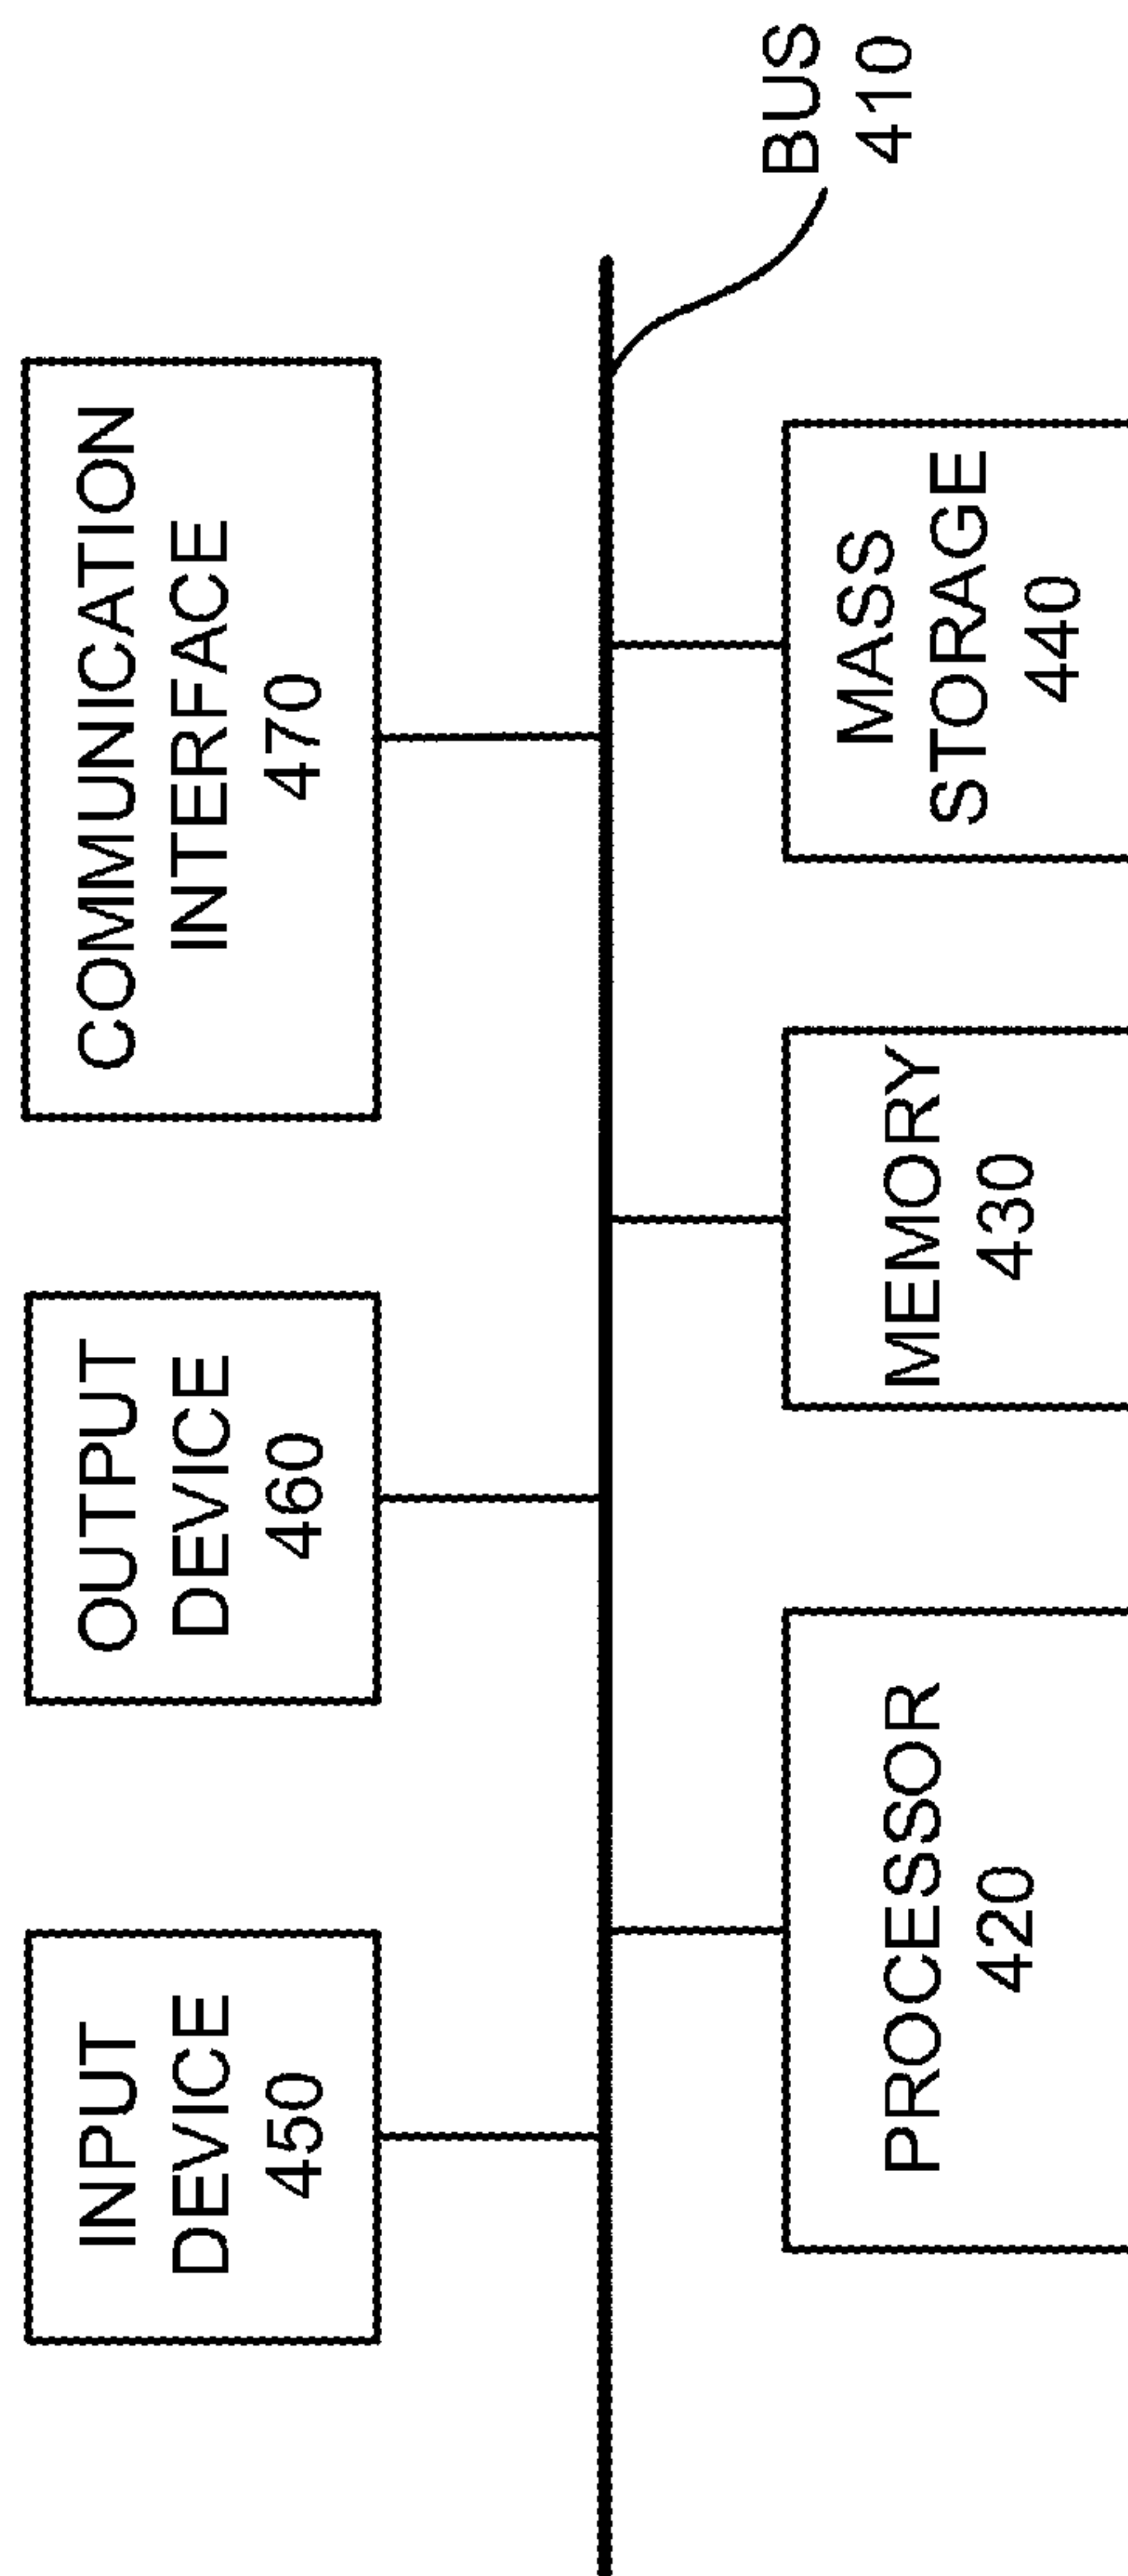 INPUT
DEVICE
450
OUTPUT
DEVICE
460
COMMUNICATION
INTERFACE
470
BUS
410
PROCESSOR
420
MEMORY
430
MASS
STORAGE
440